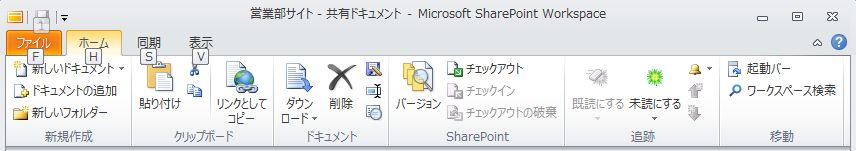 営業部サイト - 共有ドキュメント - Microsoft SharePoint Workspace
1
ファイル ホーム 同期 表示
F H S V
新しいドキュメント
ドキュメントの追加
新しいフォルダー
新規作成
貼り付け
リンクとして
コピー
クリップボード
ダウン
ロード
削除
ドキュメント
バージョン
チェックアウト
チェックイン
チェックアウトの破棄
SharePoint
既読にする
未読にする
追跡
起動バー
ワークスペース検索
移動